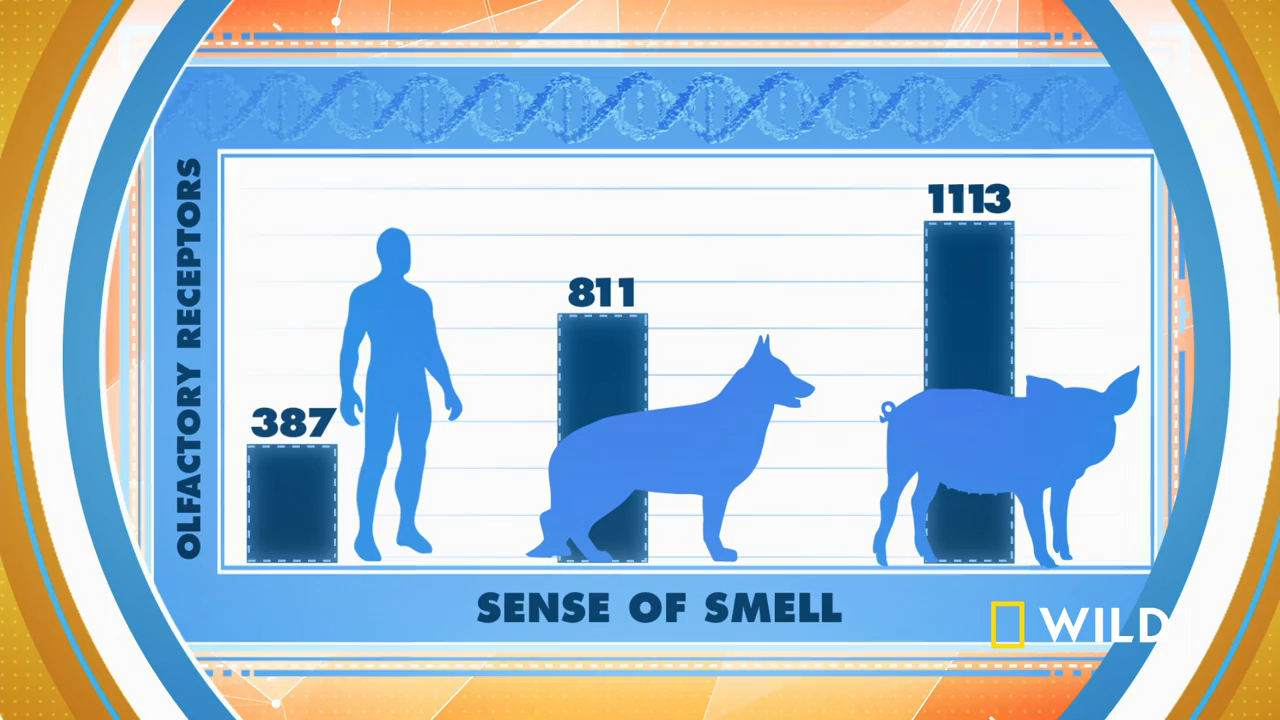 OLFACTORY RECEPTORS
387
811
1113
SENSE OF SMELL
WILD